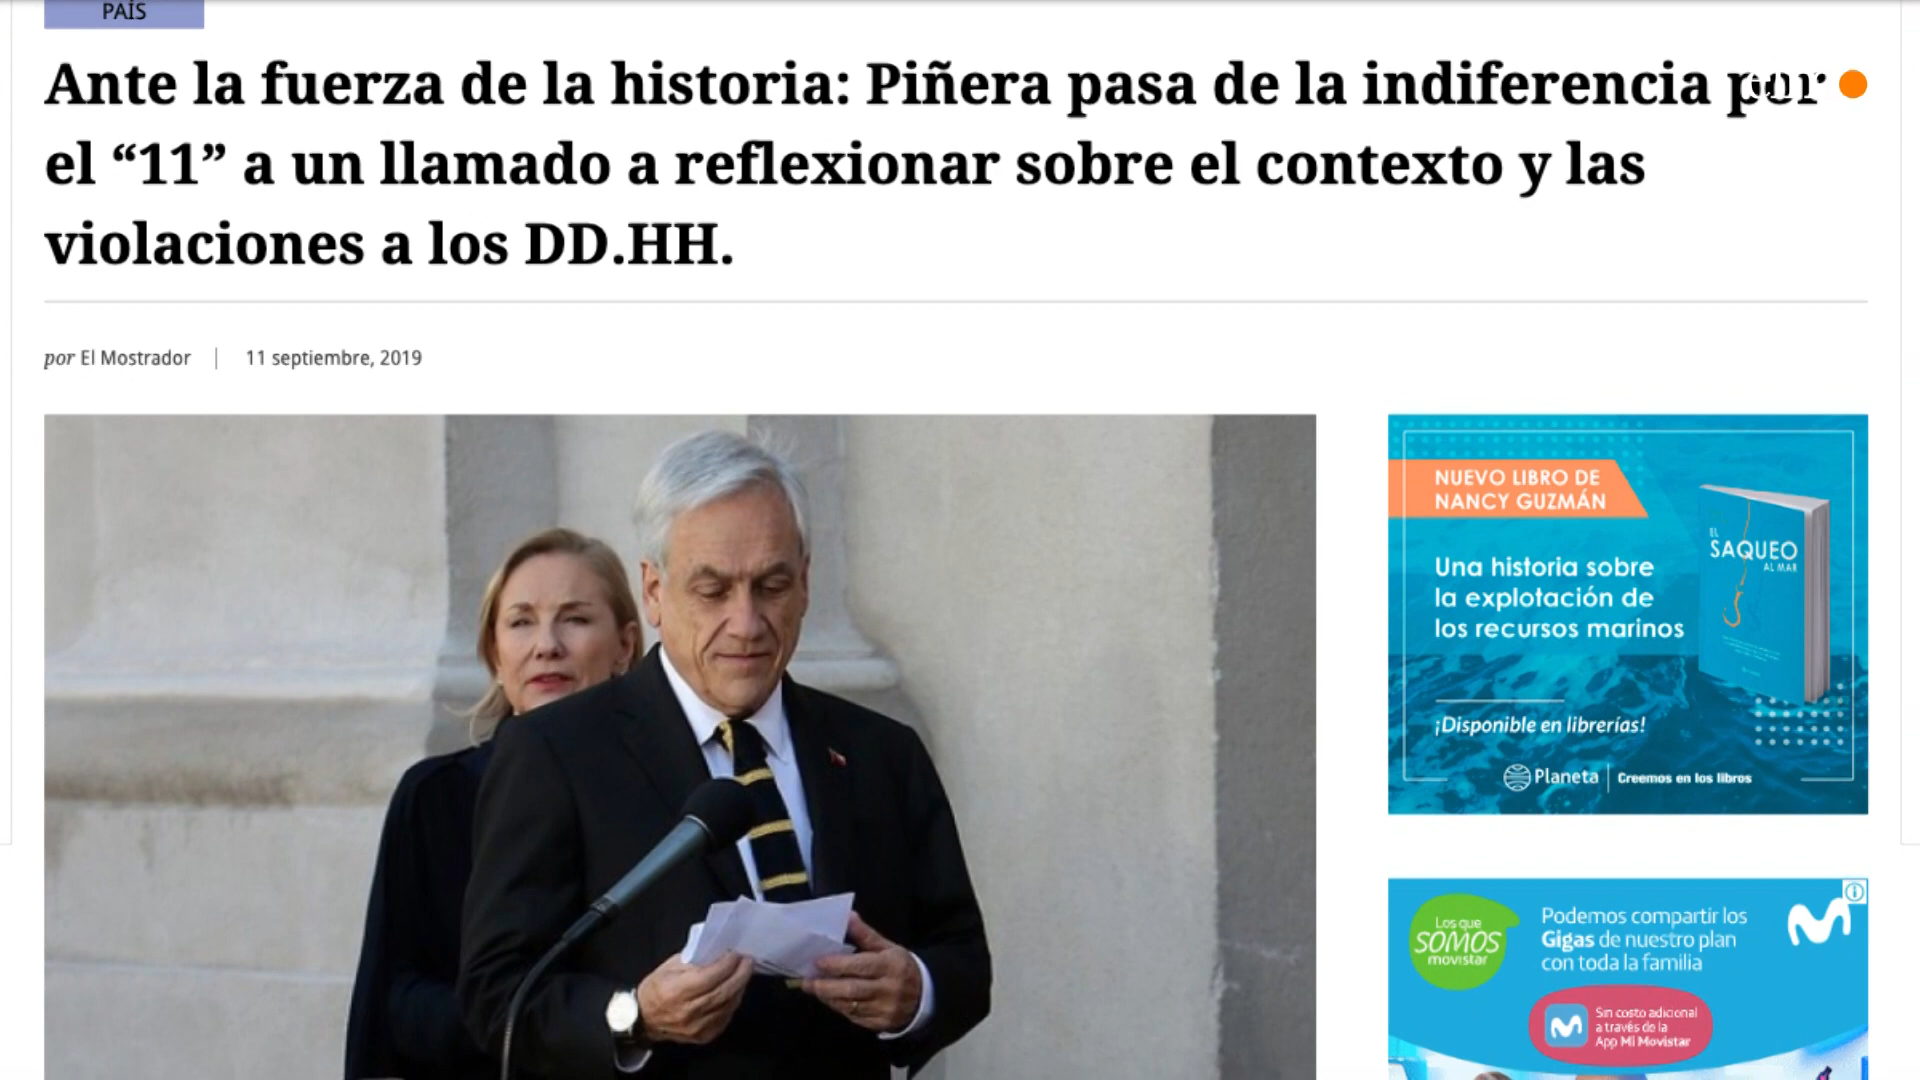 PAÍS
Ante la fuerza de la historia: Piñera pasa de la indiferencia por
el “11” a un llamado a reflexionar sobre el contexto y las
violaciones a los DD.HH.
por El Mostrador | 11 septiembre, 2019
NUEVO LIBRO DE
NANCY GUZMÁN
Una historia sobre
la explotación de
los recursos marinos
¡Disponible en librerías!
Planeta | Creemos en los libros
EL
SAQUEO
AL MAR
Los que
SOMOS
movistar
Podemos compartir los
Gigas de nuestro plan
con toda la familia
Sin costo adicional
a través de la
App Mi Movistar